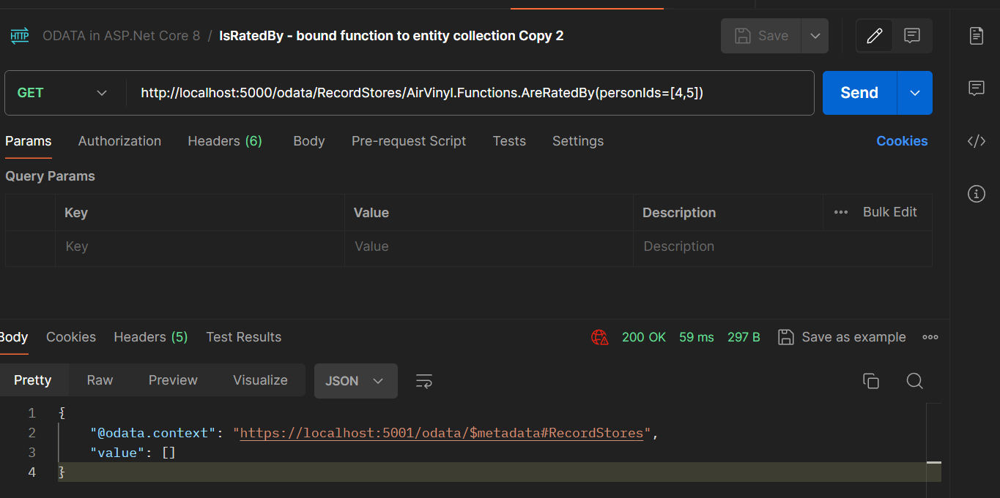 HTTP ODATA in ASP.Net Core 8 / IsRatedBy - bound function to entity collection Copy 2 Save
GET http://localhost:5000/odata/RecordStores/AirVinyl.Functions.AreRatedBy(personIds=[4,5]) Send
Params Authorization Headers (6) Body Pre-request Script Tests Settings Cookies
Query Params
Key Value Description Bulk Edit
Key Value Description
Body Cookies Headers (5) Test Results 200 OK 59 ms 297 B Save as example
Pretty Raw Preview Visualize JSON
1 {
2 "@odata.context": "https://localhost:5001/odata/$metadata#RecordStores",
3 "value": []
4 }